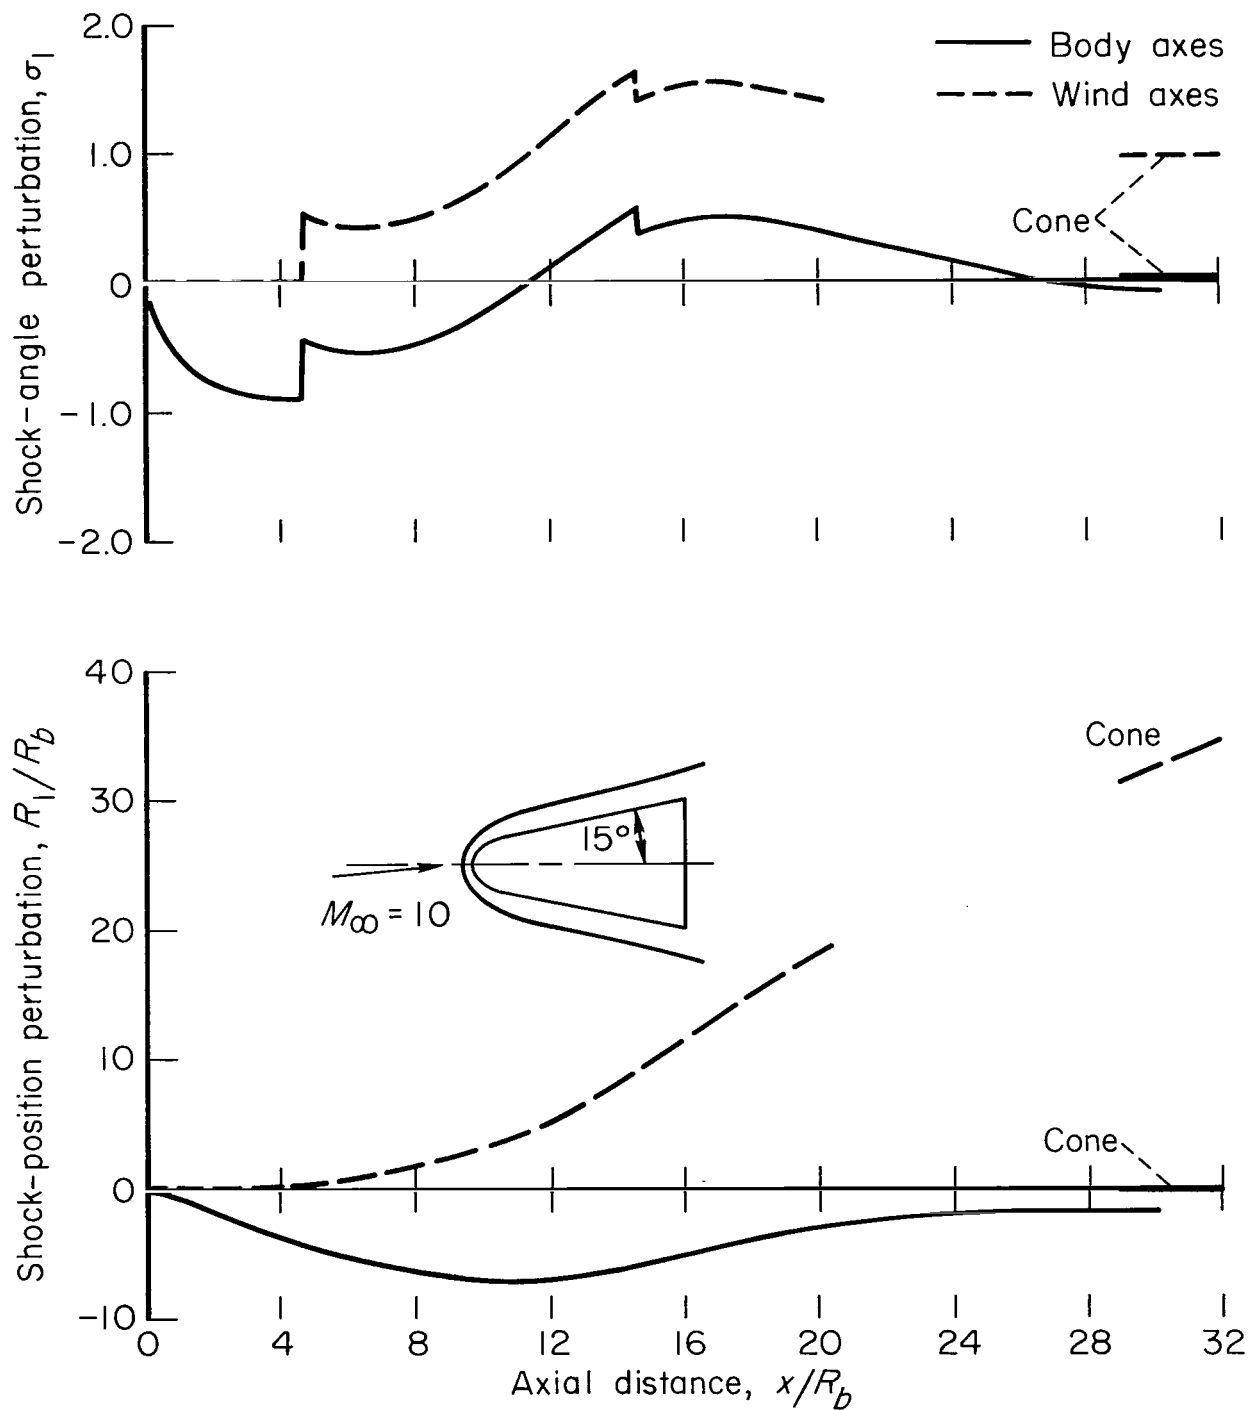 2.0
1.0
0
−1.0
−2.0
Shock-angle perturbation, σ₁
Body axes
Wind axes
Cone
40
30
20
10
0
−10
Shock-position perturbation, R₁/R_b
Cone
15°
M∞ = 10
Cone
0 4 8 12 16 20 24 28 32
Axial distance, x/R_b